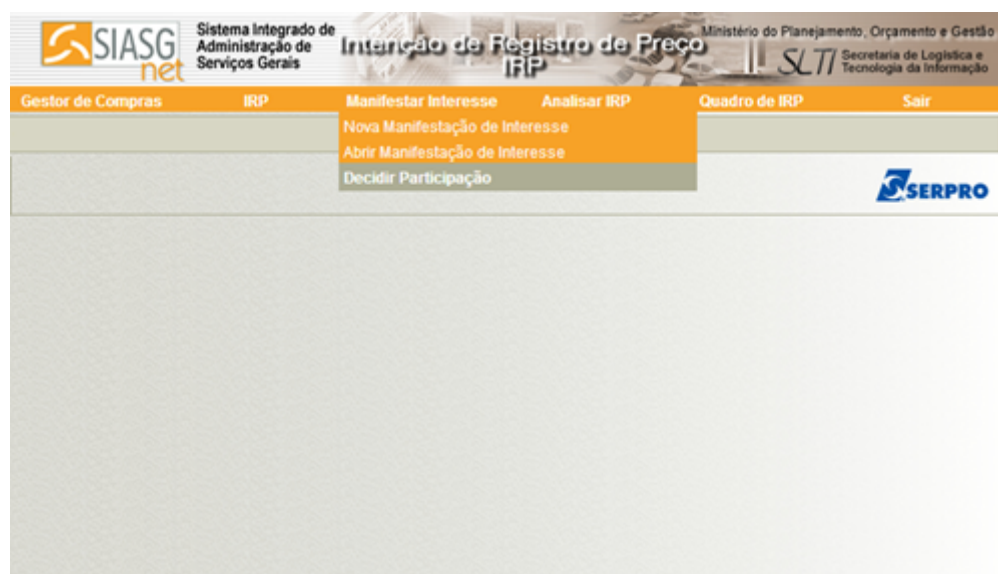 SIASG
net
Sistema Integrado de
Administração de
Serviços Gerais
Intenção de Registro de Preço
IRP
Ministério do Planejamento, Orçamento e Gestão
SLTI
Secretaria de Logística e
Tecnologia da Informação
Gestor de Compras IRP Manifestar Interesse Analisar IRP Quadro de IRP Sair
Nova Manifestação de Interesse
Abrir Manifestação de Interesse
Decidir Participação
SERPRO